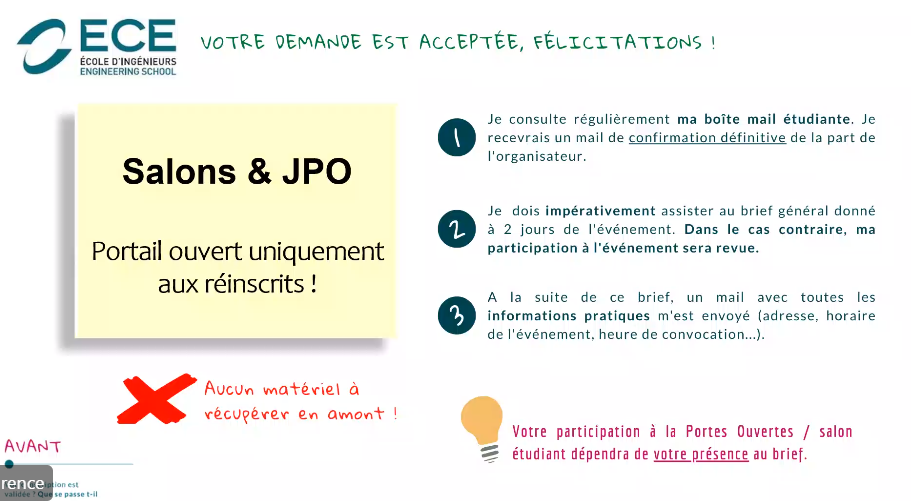 ECE
ÉCOLE D'INGÉNIEURS
ENGINEERING SCHOOL
VOTRE DEMANDE EST ACCEPTÉE, FÉLICITATIONS !
Salons & JPO
Portail ouvert uniquement
aux réinscrits !
Aucun matériel à
récupérer en amont !
1
Je consulte régulièrement ma boîte mail étudiante. Je
recevrais un mail de confirmation définitive de la part de
l'organisateur.
2
Je dois impérativement assister au brief général donné
à 2 jours de l'événement. Dans le cas contraire, ma
participation à l'événement sera revue.
3
A la suite de ce brief, un mail avec toutes les
informations pratiques m'est envoyé (adresse, horaire
de l'événement, heure de convocation...).
Votre participation à la Portes Ouvertes / salon
étudiant dépendra de votre présence au brief.
AVANT
rence
ption est
validée ? Que se passe t-il